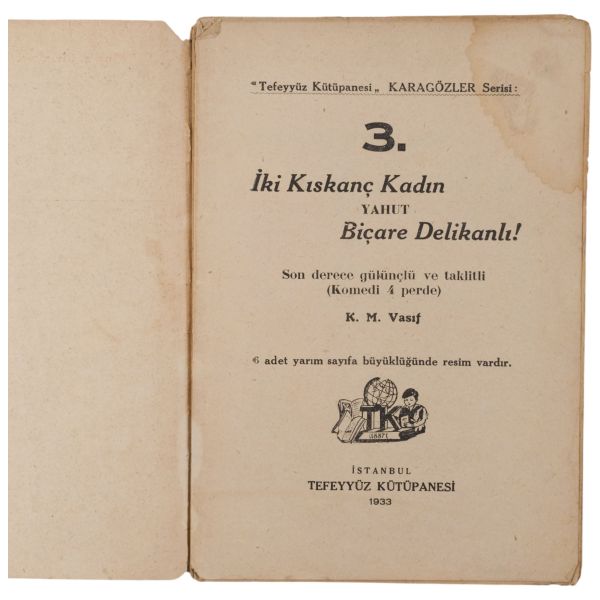 “Tefeyyüz Kütüpanesi„ KARAGÖZLER Serisi:
3.
İki Kıskanç Kadın
YAHUT
Biçare Delikanlı!
Son derece gülünçlü ve taklitli
(Komedi 4 perde)
K. M. Vasıf
6 adet yarım sayıfa büyüklüğünde resim vardır.
TK
İSTANBUL
TEFEYYÜZ KÜTÜPANESİ
1933